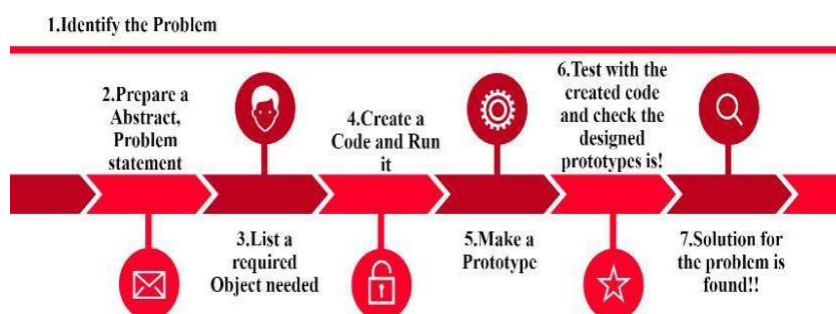 1.Identify the Problem
2.Prepare a
Abstract,
Problem
statement
3.List a
required
Object needed
4.Create a
Code and Run
it
5.Make a
Prototype
6.Test with the
created code
and check the
designed
prototypes is!
7.Solution for
the problem is
found!!